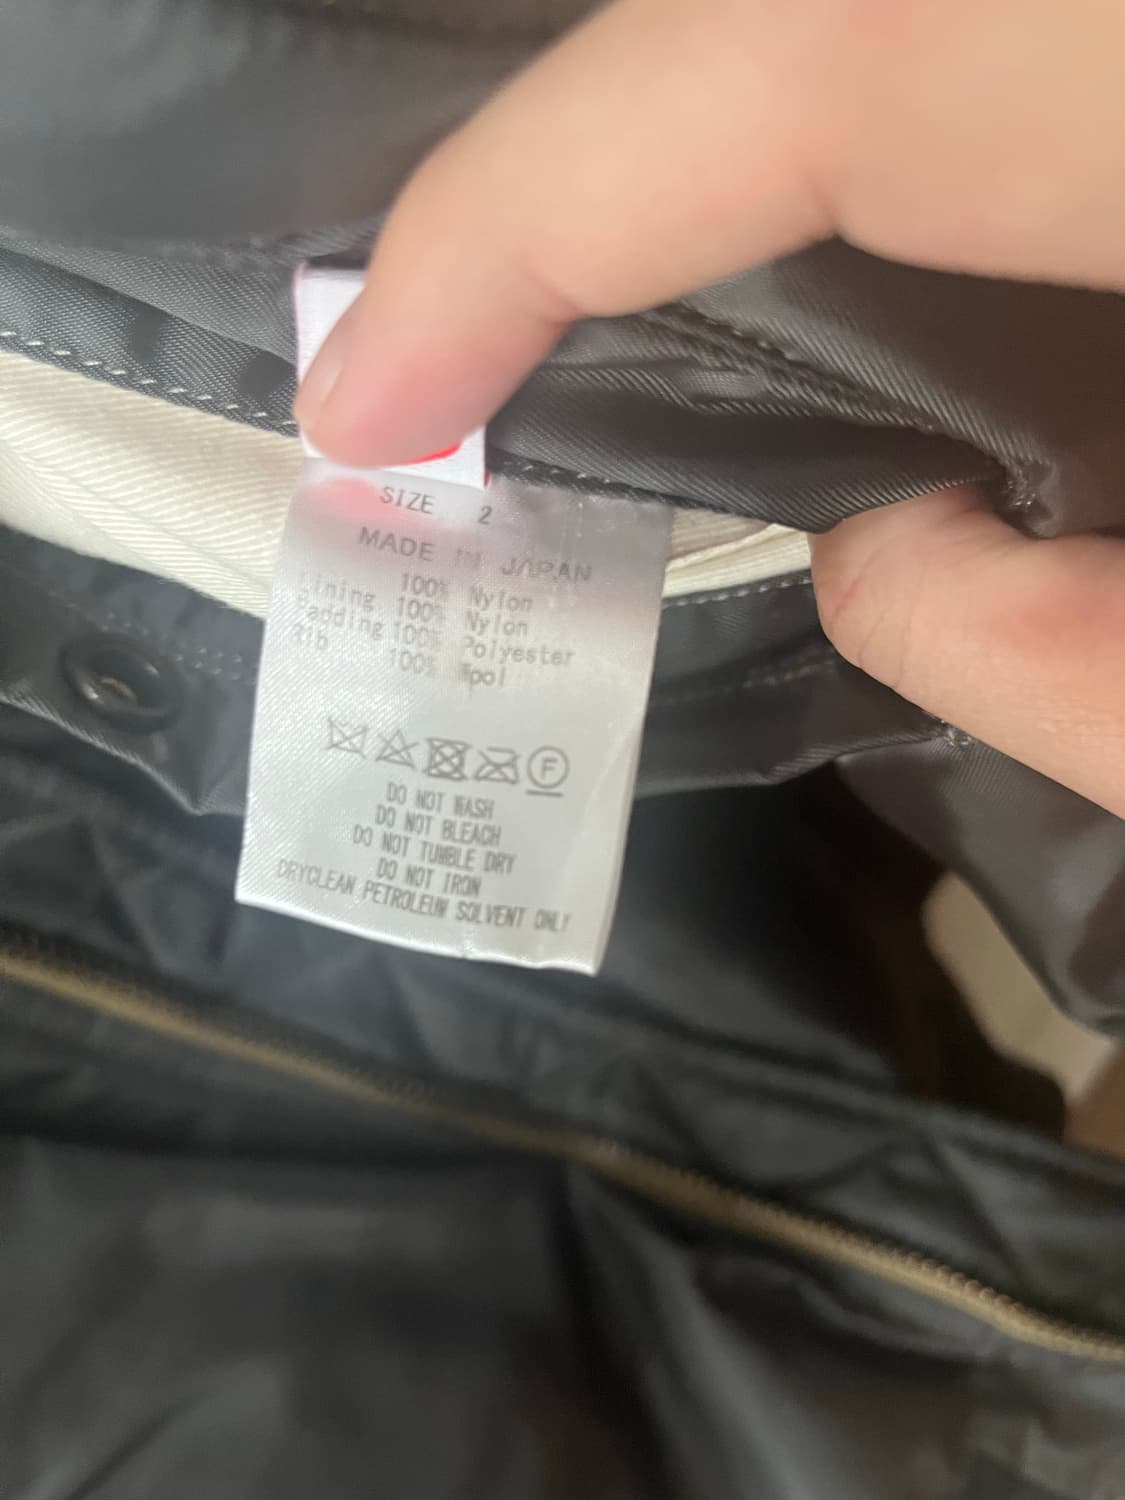 SIZE 2
MADE IN JAPAN
100% Nylon
Lining 100% Nylon
Padding 100% Polyester
Rib 100% Wool
F
DO NOT WASH
DO NOT BLEACH
DO NOT TUMBLE DRY
DO NOT IRON
DRYCLEAN PETROLEUM SOLVENT ONLY